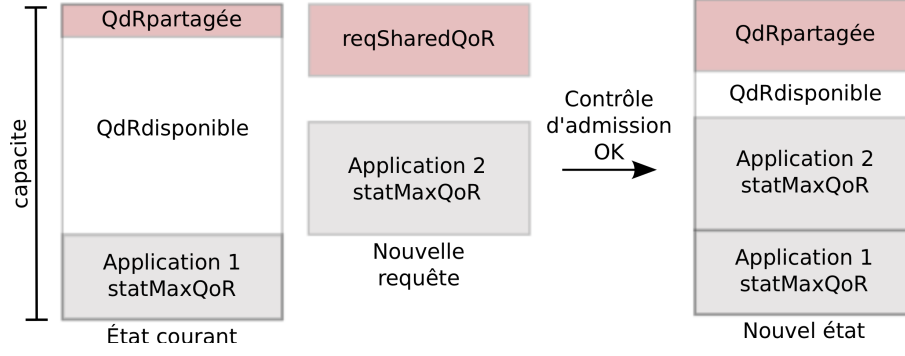 capacite
QdRpartagée
QdRdisponible
Application 1
statMaxQoR
État courant
reqSharedQoR
Application 2
statMaxQoR
Nouvelle
requête
Contrôle
d'admission
OK
QdRpartagée
QdRdisponible
Application 2
statMaxQoR
Application 1
statMaxQoR
Nouvel état